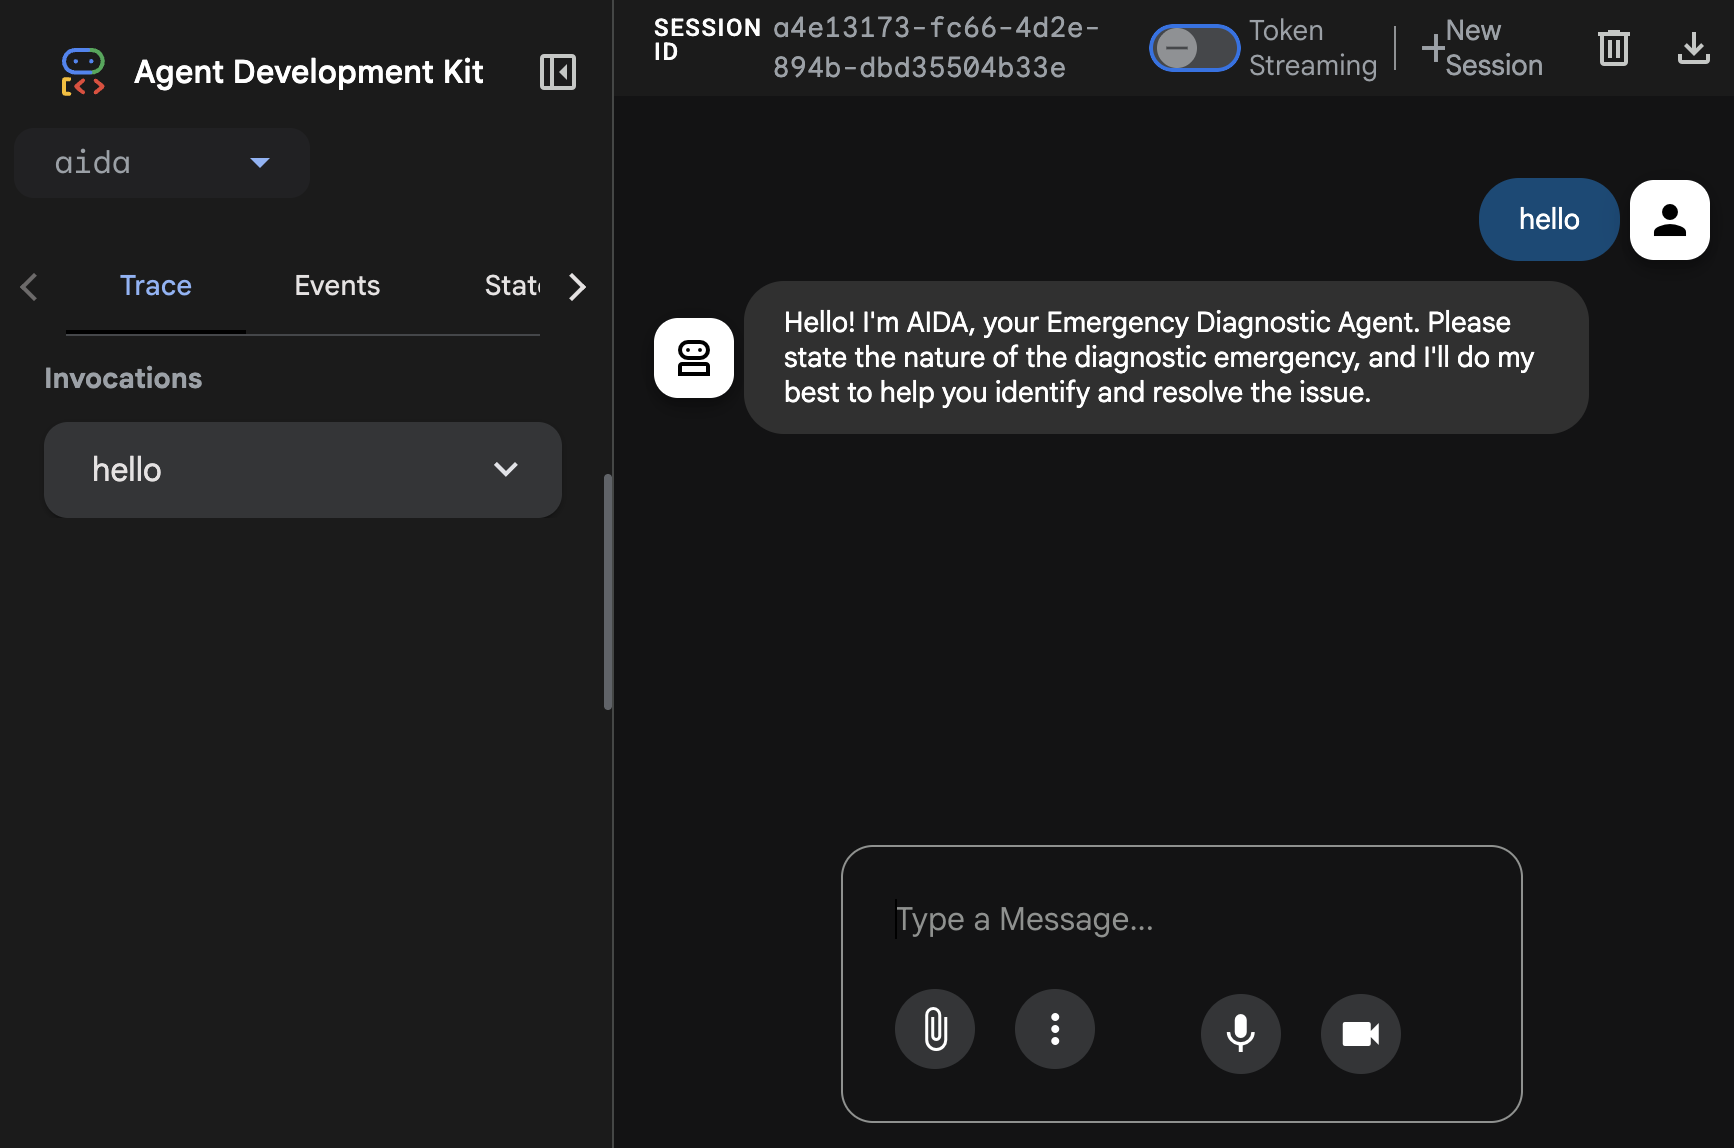 Agent Development Kit
aida
Trace
Events
Invocations
hello
SESSION
ID
a4e13173-fc66-4d2e-
894b-dbd35504b33e
Token
Streaming
New
Session
hello
Hello! I'm AIDA, your Emergency Diagnostic Agent. Please
state the nature of the diagnostic emergency, and I'll do my
best to help you identify and resolve the issue.
Type a Message...